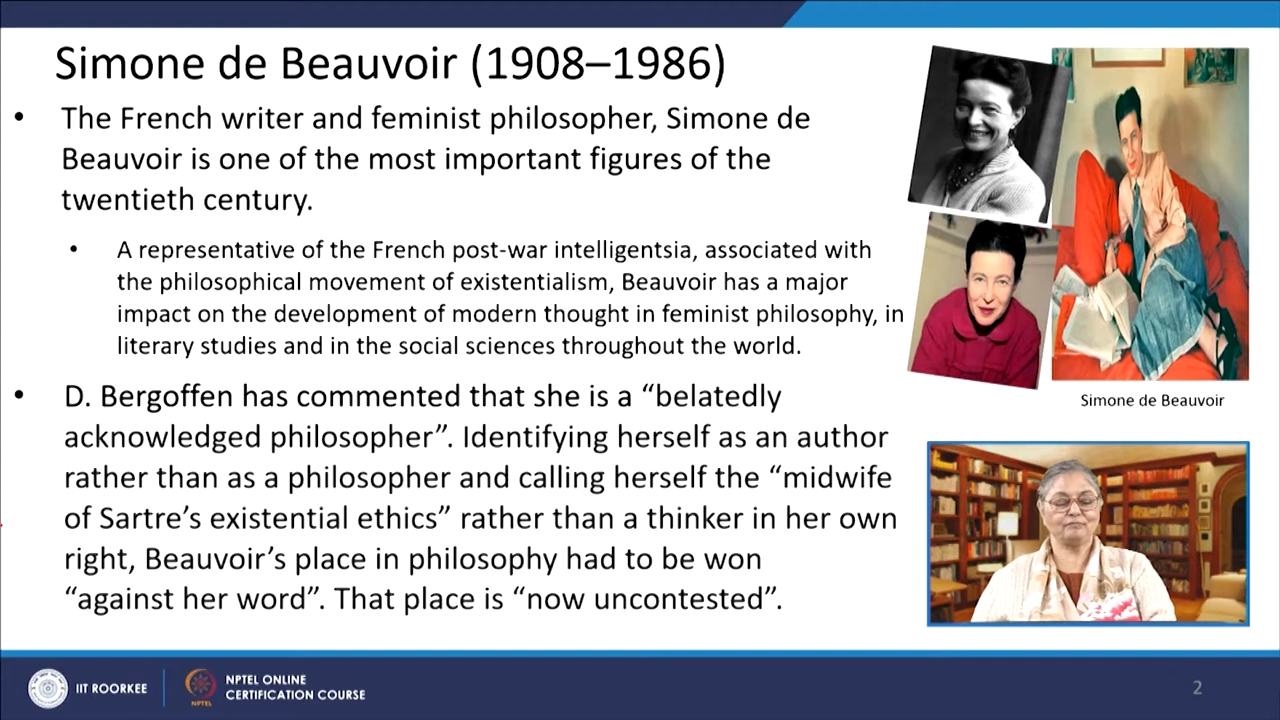 Simone de Beauvoir (1908–1986)
• The French writer and feminist philosopher, Simone de
Beauvoir is one of the most important figures of the
twentieth century.
• A representative of the French post-war intelligentsia, associated with
the philosophical movement of existentialism, Beauvoir has a major
impact on the development of modern thought in feminist philosophy, in
literary studies and in the social sciences throughout the world.
• D. Bergoffen has commented that she is a “belatedly
acknowledged philosopher”. Identifying herself as an author
rather than as a philosopher and calling herself the “midwife
of Sartre’s existential ethics” rather than a thinker in her own
right, Beauvoir’s place in philosophy had to be won
“against her word”. That place is “now uncontested”.
Simone de Beauvoir
IIT ROORKEE
NPTEL
NPTEL ONLINE
CERTIFICATION COURSE
2